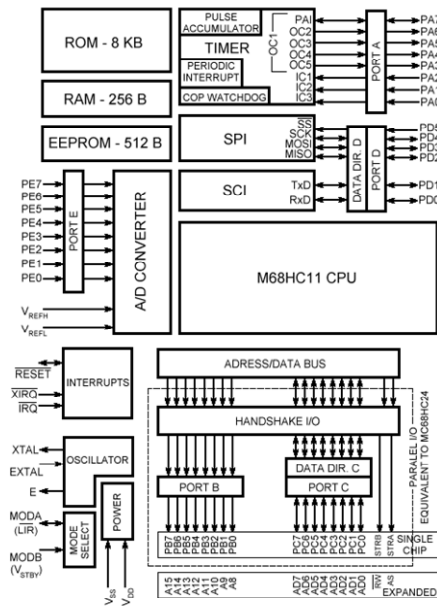 ROM - 8 KB
RAM - 256 B
EEPROM - 512 B
PULSE
ACCUMULATOR
TIMER
PERIODIC
INTERRUPT
COP WATCHDOG
OC1
PAI
OC2
OC3
OC4
OC5
IC1
IC2
IC3
PORT A
PA7
PA6
PA5
PA4
PA3
PA2
PA1
PA0
SPI
SS
SCK
MOSI
MISO
SCI
TxD
RxD
DATA DIR. D
PORT D
PD5
PD4
PD3
PD2
PD1
PD0
PE7
PE6
PE5
PE4
PE3
PE2
PE1
PE0
PORT E
A/D CONVERTER
VREFH
VREFL
M68HC11 CPU
RESET
XIRQ
IRQ
INTERRUPTS
XTAL
EXTAL
E
OSCILLATOR
MODA
(LIR)
MODB
(VSTBY)
MODE
SELECT
POWER
VSS
VDD
ADRESS/DATA BUS
HANDSHAKE I/O
PORT B
DATA DIR. C
PORT C
PARALEL I/O
EQUIVALENT TO MC68HC24
PB7
PB6
PB5
PB4
PB3
PB2
PB1
PB0
PC7
PC6
PC5
PC4
PC3
PC2
PC1
PC0
STRB
STRA
SINGLE
CHIP
A15
A14
A13
A12
A11
A10
A9
A8
AD7
AD6
AD5
AD4
AD3
AD2
AD1
AD0
RW
AS
EXPANDED